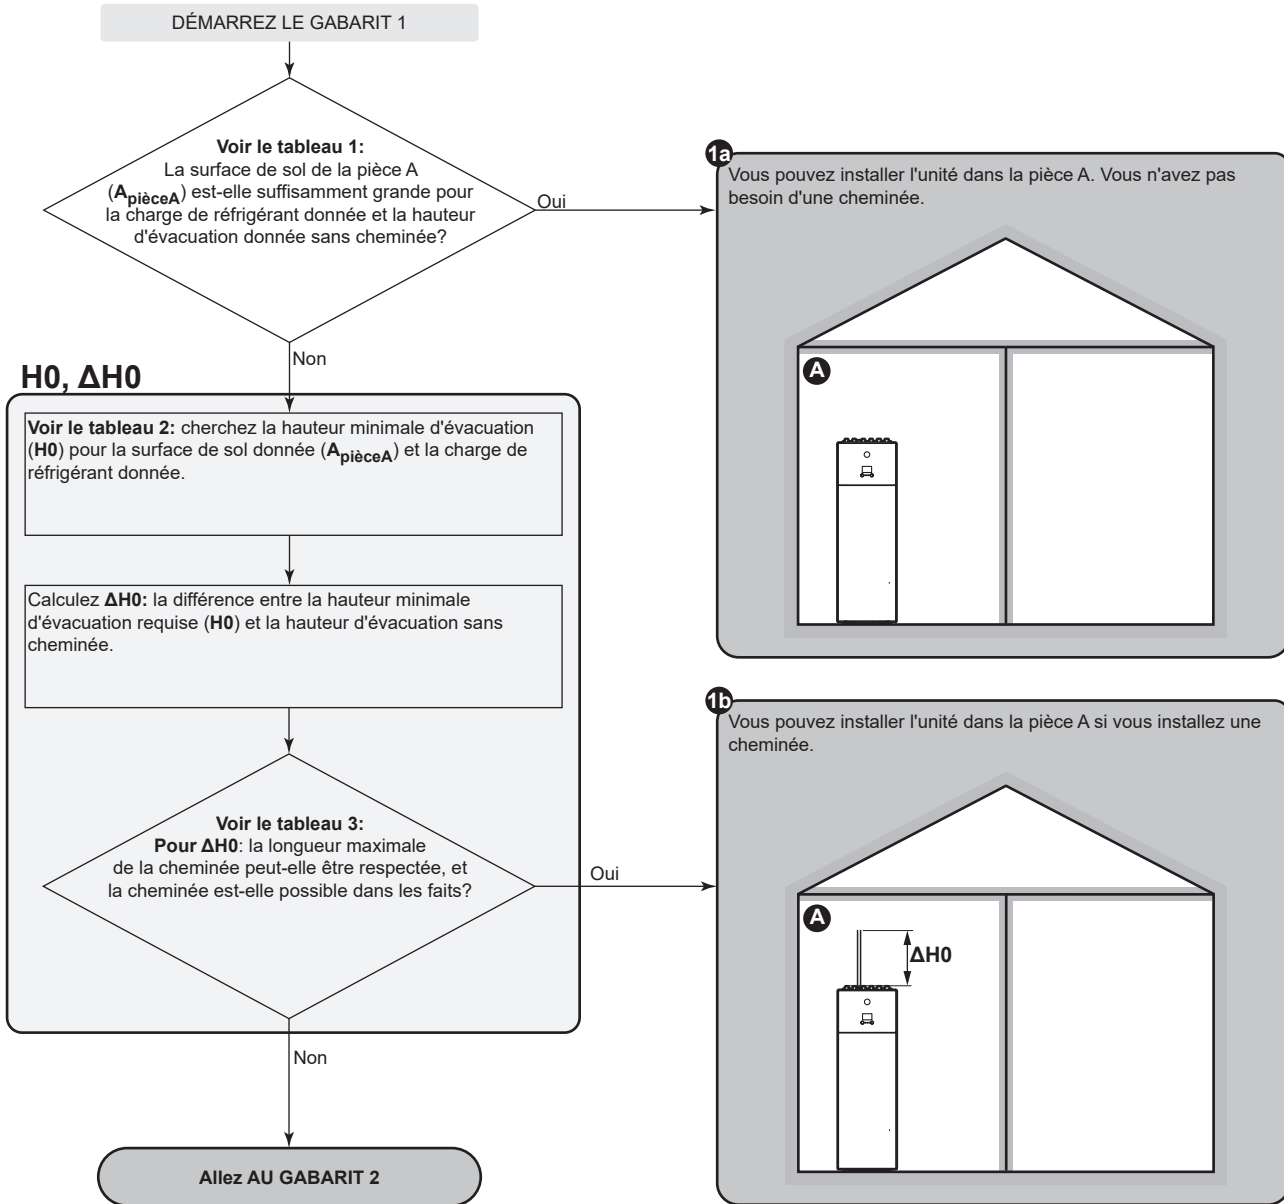 DÉMARREZ LE GABARIT 1
Voir le tableau 1:
La surface de sol de la pièce A
(ApièceA) est-elle suffisamment grande pour
la charge de réfrigérant donnée et la hauteur
d'évacuation donnée sans cheminée?
Oui
1a
Vous pouvez installer l'unité dans la pièce A. Vous n'avez pas
besoin d'une cheminée.
A
Non
H0, ΔH0
Voir le tableau 2: cherchez la hauteur minimale d'évacuation
(H0) pour la surface de sol donnée (ApièceA) et la charge de
réfrigérant donnée.
Calculez ΔH0: la différence entre la hauteur minimale
d'évacuation requise (H0) et la hauteur d'évacuation sans
cheminée.
Voir le tableau 3:
Pour ΔH0: la longueur maximale
de la cheminée peut-elle être respectée, et
la cheminée est-elle possible dans les faits?
Oui
1b
Vous pouvez installer l'unité dans la pièce A si vous installez une
cheminée.
A
ΔH0
Non
Allez AU GABARIT 2